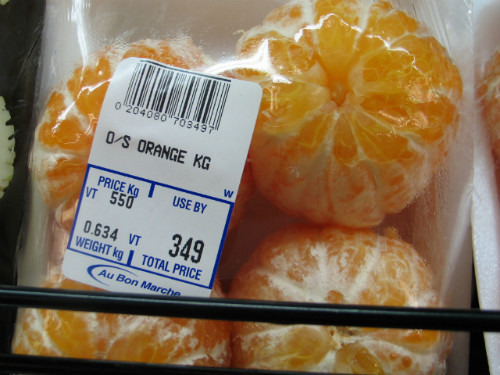 0 204080 703497
O/S ORANGE KG
W
PRICE Kg
USE BY
VT 550
0.634 VT 349
WEIGHT kg TOTAL PRICE
Au Bon Marche